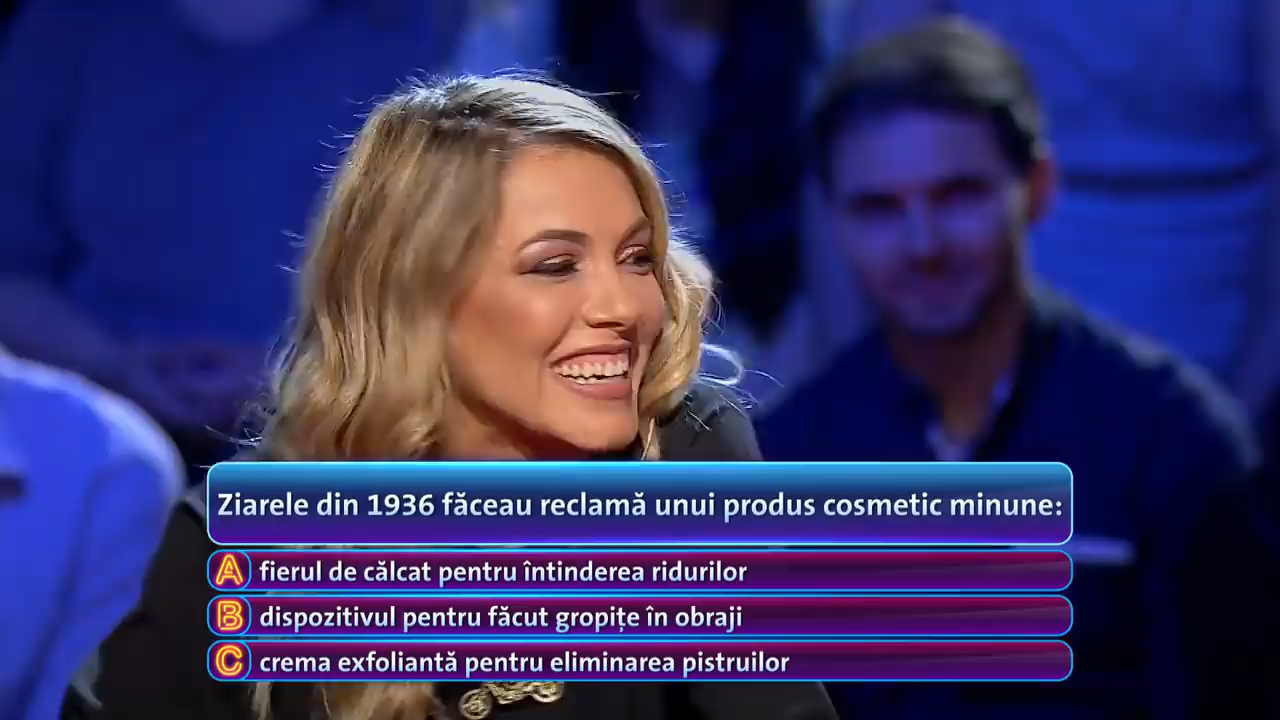 Ziarele din 1936 făceau reclamă unui produs cosmetic minune:
A fierul de călcat pentru întinderea ridurilor
B dispozitivul pentru făcut gropițe în obraji
C crema exfoliantă pentru eliminarea pistruilor